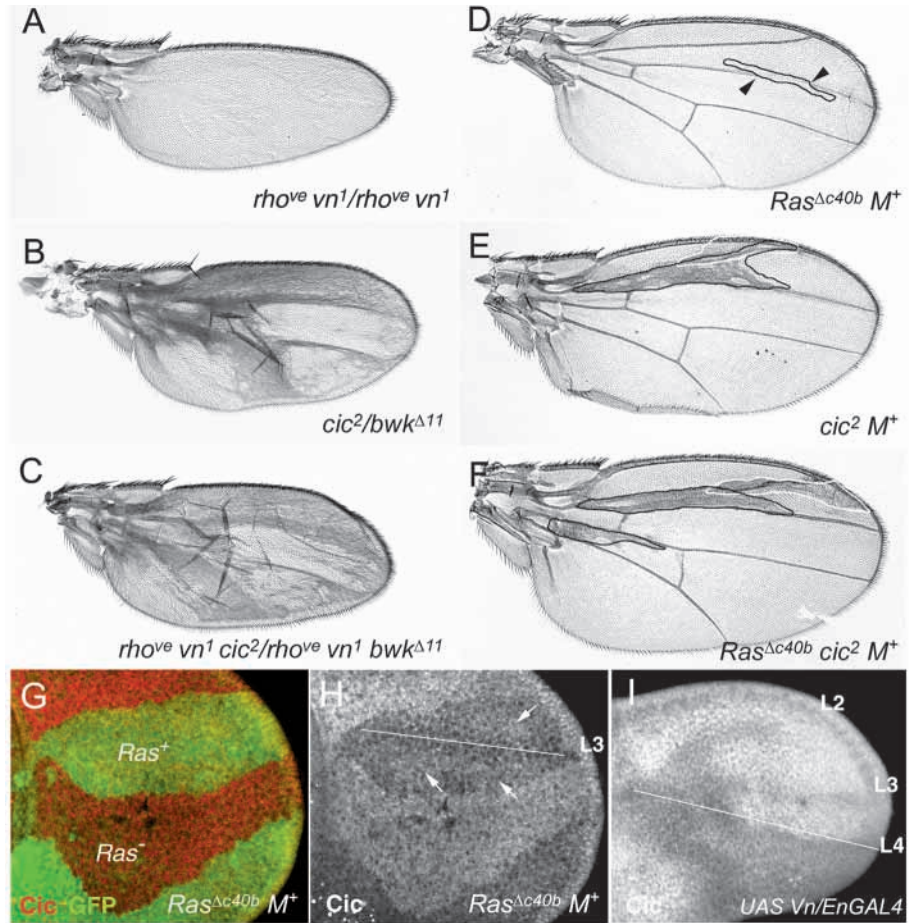 A
rho^ve vn^1/rho^ve vn^1
B
cic^2/bwk^Δ11
C
rho^ve vn^1 cic^2/rho^ve vn^1 bwk^Δ11
D
Ras^Δc40b M^+
E
cic^2 M^+
F
Ras^Δc40b cic^2 M^+
G
Ras^+
Ras^-
Cic GFP
Ras^Δc40b M^+
H
L3
Cic
Ras^Δc40b M^+
I
L2
L3
L4
Cic
UAS Vn/EnGAL4